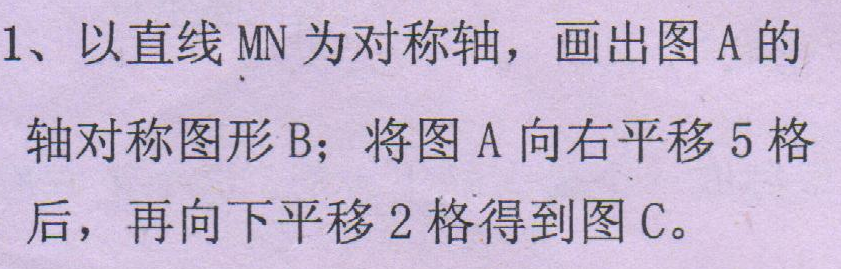 1、以直线 MN 为对称轴，画出图 A 的
轴对称图形 B；将图 A 向右平移 5 格
后，再向下平移 2 格得到图 C。